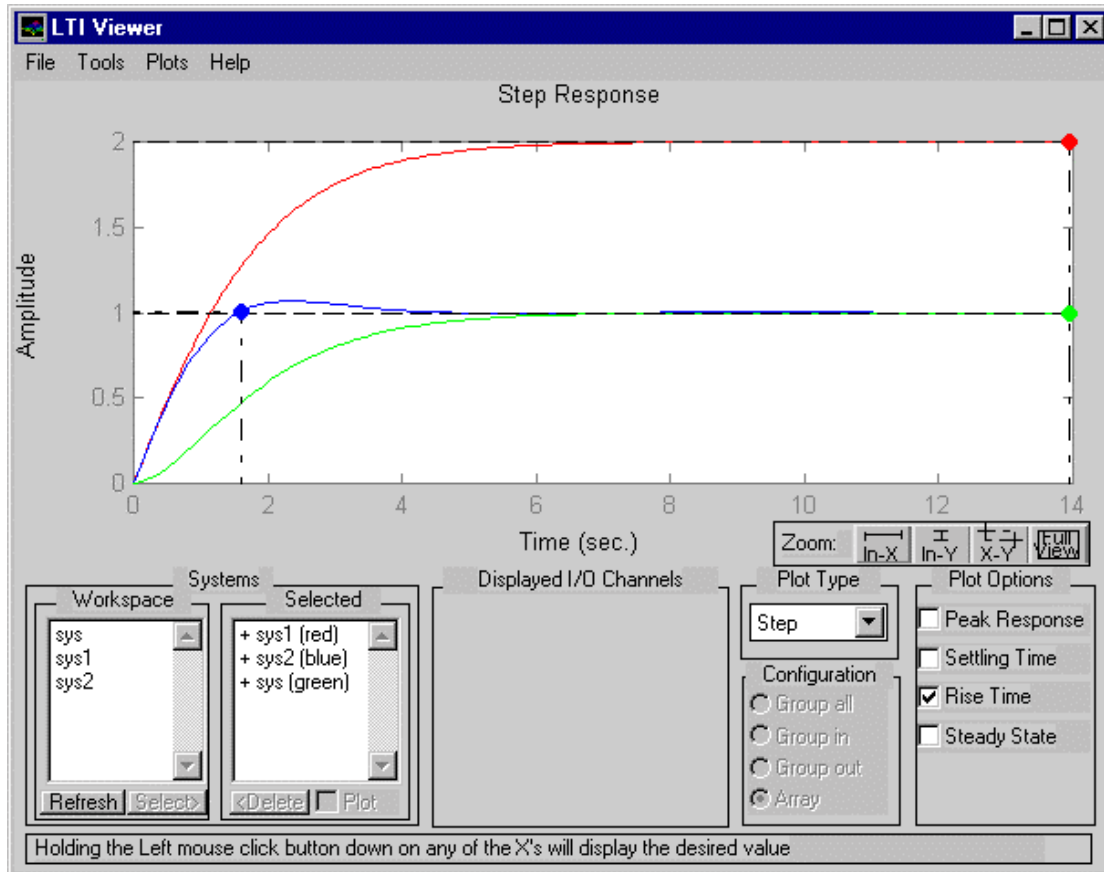 LTI Viewer
File Tools Plots Help
Step Response
Amplitude
2
1.5
1
0.5
0
0 2 4 6 8 10 12 14
Time (sec.)
Zoom: In-X In-Y X-Y Full View
Systems
Workspace
sys
sys1
sys2
Refresh Select>
Selected
+ sys1 (red)
+ sys2 (blue)
+ sys (green)
<Delete Plot
Displayed I/O Channels
Plot Type
Step
Configuration
Group all
Group in
Group out
Array
Plot Options
Peak Response
Settling Time
Rise Time
Steady State
Holding the Left mouse click button down on any of the X's will display the desired value